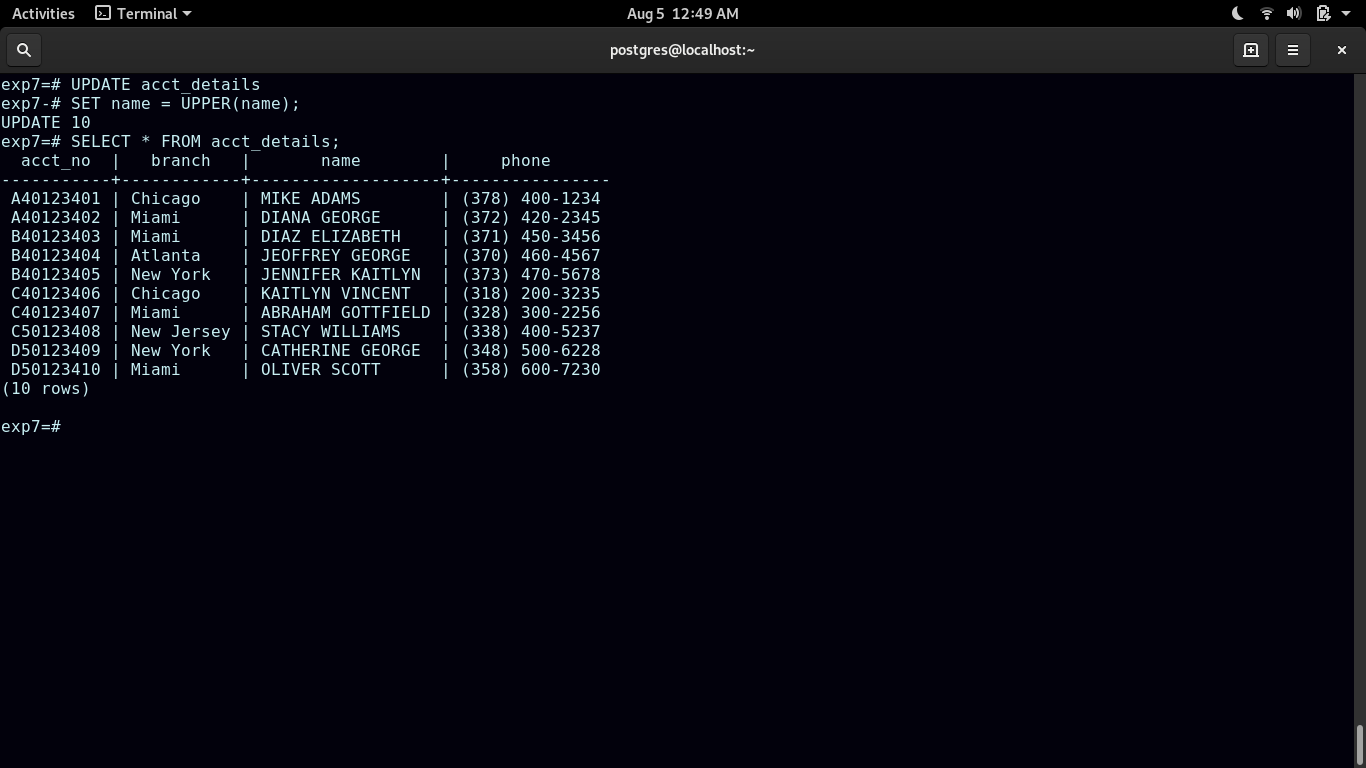 Activities Terminal Aug 5 12:49 AM
postgres@localhost:~
exp7=# UPDATE acct_details
exp7-# SET name = UPPER(name);
UPDATE 10
exp7=# SELECT * FROM acct_details;
  acct_no  |   branch   |       name        |     phone
-----------+------------+-------------------+----------------
 A40123401 | Chicago    | MIKE ADAMS        | (378) 400-1234
 A40123402 | Miami      | DIANA GEORGE      | (372) 420-2345
 B40123403 | Miami      | DIAZ ELIZABETH    | (371) 450-3456
 B40123404 | Atlanta    | JEOFFREY GEORGE   | (370) 460-4567
 B40123405 | New York   | JENNIFER KAITLYN  | (373) 470-5678
 C40123406 | Chicago    | KAITLYN VINCENT   | (318) 200-3235
 C40123407 | Miami      | ABRAHAM GOTTFIELD | (328) 300-2256
 C50123408 | New Jersey | STACY WILLIAMS    | (338) 400-5237
 D50123409 | New York   | CATHERINE GEORGE  | (348) 500-6228
 D50123410 | Miami      | OLIVER SCOTT      | (358) 600-7230
(10 rows)
exp7=#